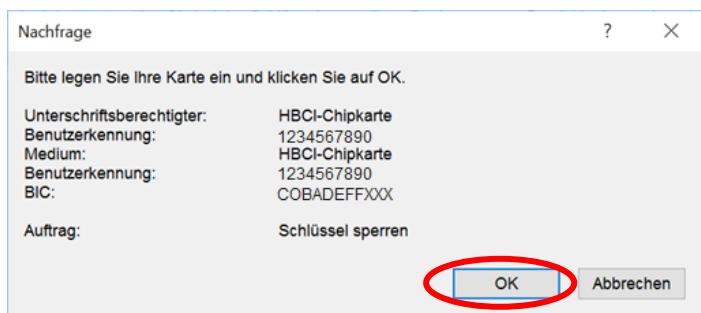 Nachfrage ? ×
Bitte legen Sie Ihre Karte ein und klicken Sie auf OK.
Unterschriftsberechtigter: HBCI-Chipkarte
Benutzerkennung: 1234567890
Medium: HBCI-Chipkarte
Benutzerkennung: 1234567890
BIC: COBADEFFXXX
Auftrag: Schlüssel sperren
OK Abbrechen